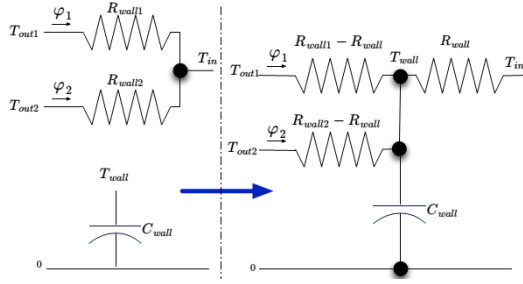 T_out1 φ₁ R_wall1
T_in
T_out2 φ₂ R_wall2
T_wall
C_wall
0
R_wall1 − R_wall T_wall R_wall
T_out1 φ₁ T_in
R_wall2 − R_wall
T_out2 φ₂
C_wall
0